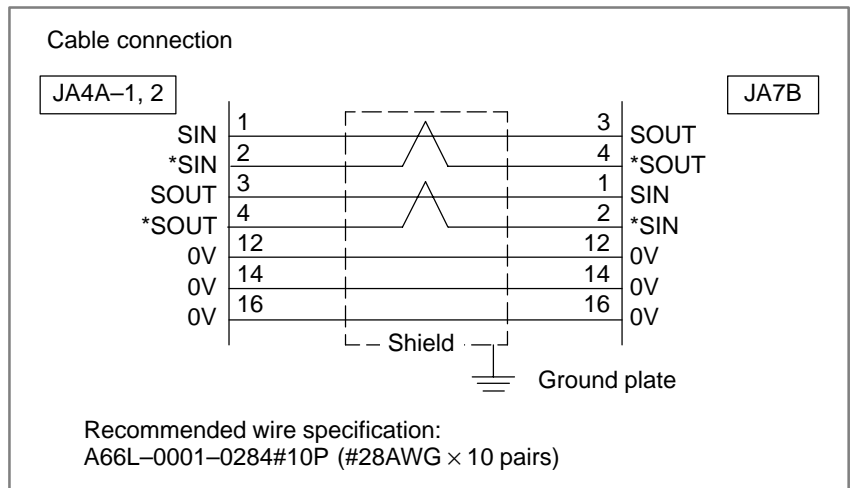 Cable connection
JA4A–1, 2 JA7B
SIN 1 3 SOUT
*SIN 2 4 *SOUT
SOUT 3 1 SIN
*SOUT 4 2 *SIN
0V 12 12 0V
0V 14 14 0V
0V 16 16 0V
Shield
Ground plate
Recommended wire specification:
A66L–0001–0284#10P (#28AWG × 10 pairs)